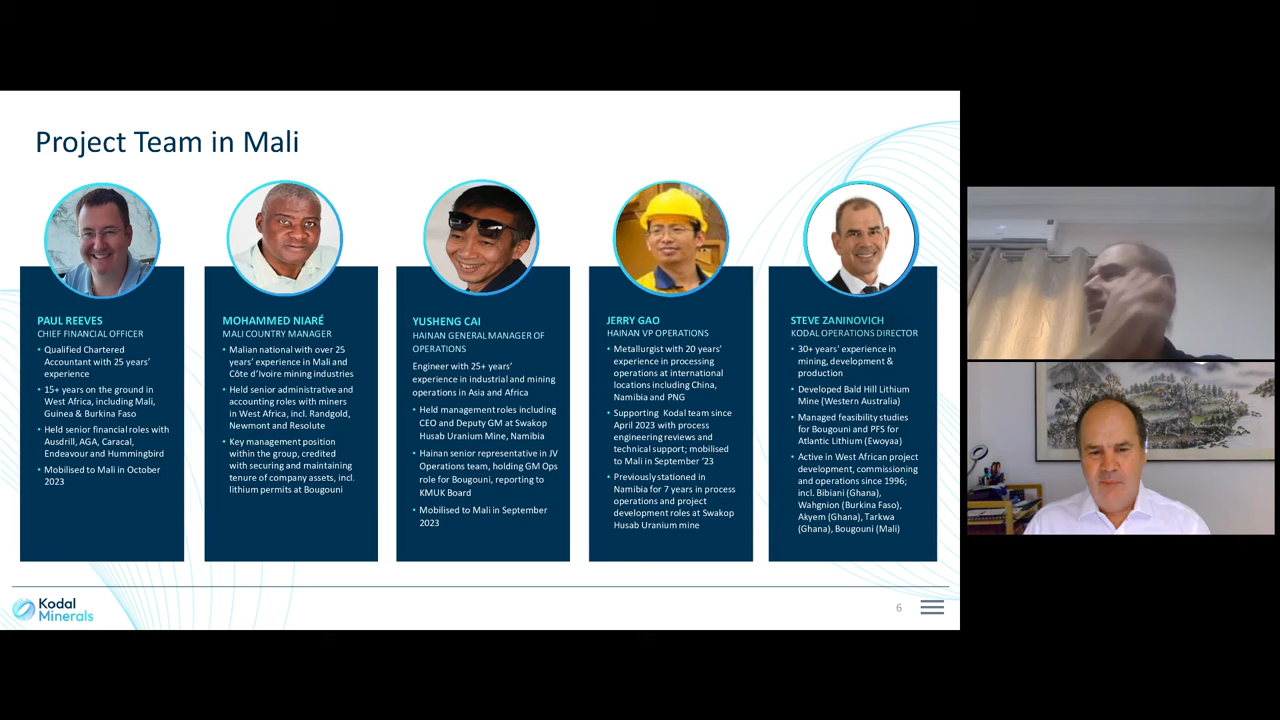 Project Team in Mali
PAUL REEVES
CHIEF FINANCIAL OFFICER
• Qualified Chartered
Accountant with 25 years'
experience
• 15+ years on the ground in
West Africa, including Mali,
Guinea & Burkina Faso
• Held senior financial roles with
Ausdrill, AGA, Caracal,
Endeavour and Hummingbird
• Mobilised to Mali in October
2023
MOHAMMED NIARÉ
MALI COUNTRY MANAGER
• Malian national with over 25
years' experience in Mali and
Côte d'Ivoire mining industries
• Held senior administrative and
accounting roles with miners
in West Africa, incl. Randgold,
Newmont and Resolute
• Key management position
within the group, credited
with securing and maintaining
tenure of company assets, incl.
lithium permits at Bougouni
YUSHENG CAI
HAINAN GENERAL MANAGER OF
OPERATIONS
Engineer with 25+ years'
experience in industrial and mining
operations in Asia and Africa
• Held management roles including
CEO and Deputy GM at Swakop
Husab Uranium Mine, Namibia
• Hainan senior representative in JV
Operations team, holding GM Ops
role for Bougouni, reporting to
KMUK Board
• Mobilised to Mali in September
2023
JERRY GAO
HAINAN VP OPERATIONS
• Metallurgist with 20 years'
experience in processing
operations at international
locations including China,
Namibia and PNG
• Supporting Kodal team since
April 2023 with process
engineering reviews and
technical support; mobilised
to Mali in September '23
• Previously stationed in
Namibia for 7 years in process
operations and project
development roles at Swakop
Husab Uranium mine
STEVE ZANINOVICH
KODAL OPERATIONS DIRECTOR
• 30+ years' experience in
mining, development &
production
• Developed Bald Hill Lithium
Mine (Western Australia)
• Managed feasibility studies
for Bougouni and PFS for
Atlantic Lithium (Ewoyaa)
• Active in West African project
development, commissioning
and operations since 1996;
incl. Bibiani (Ghana),
Wahgnion (Burkina Faso),
Akyem (Ghana), Tarkwa
(Ghana), Bougouni (Mali)
Kodal
Minerals
6